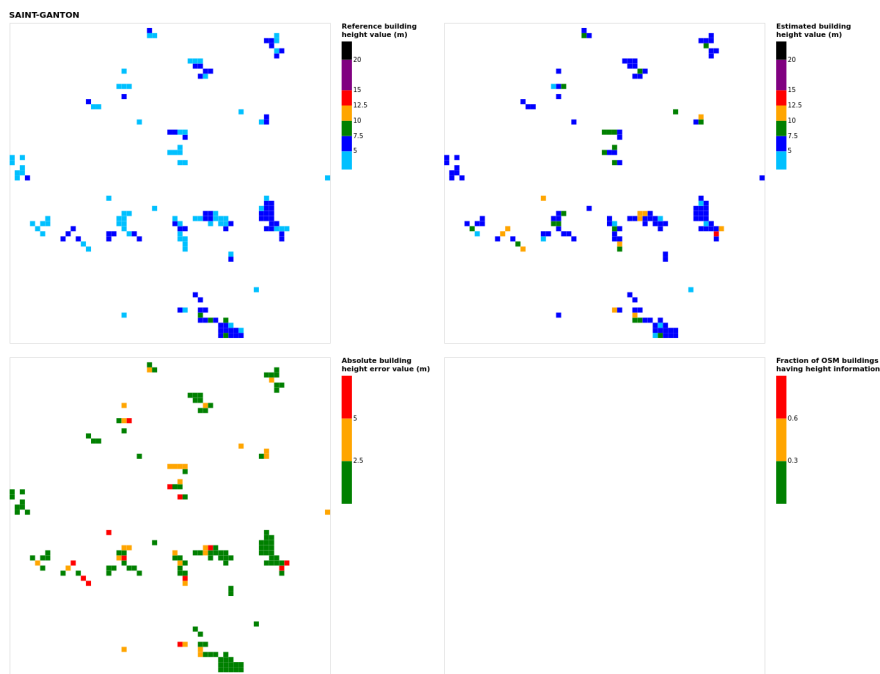 SAINT-GANTON
Reference building
height value (m)
20
15
12.5
10
7.5
5
Estimated building
height value (m)
20
15
12.5
10
7.5
5
Absolute building
height error value (m)
5
2.5
Fraction of OSM buildings
having height information
0.6
0.3